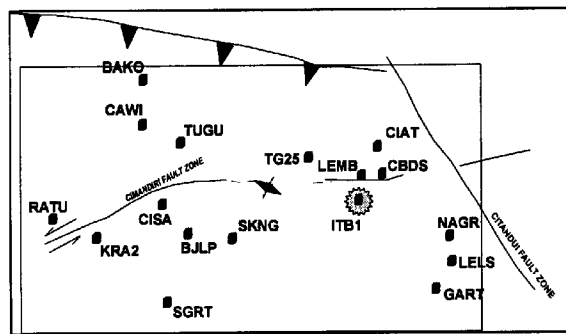 BAKO
CAWI
TUGU
CIAT
TG25
LEMB
CBDS
CIMANDIRI FAULT ZONE
RATU
CISA
ITB1
KRA2
BJLP
SKNG
NAGR
CITANDUI FAULT ZONE
LELS
GART
SGRT